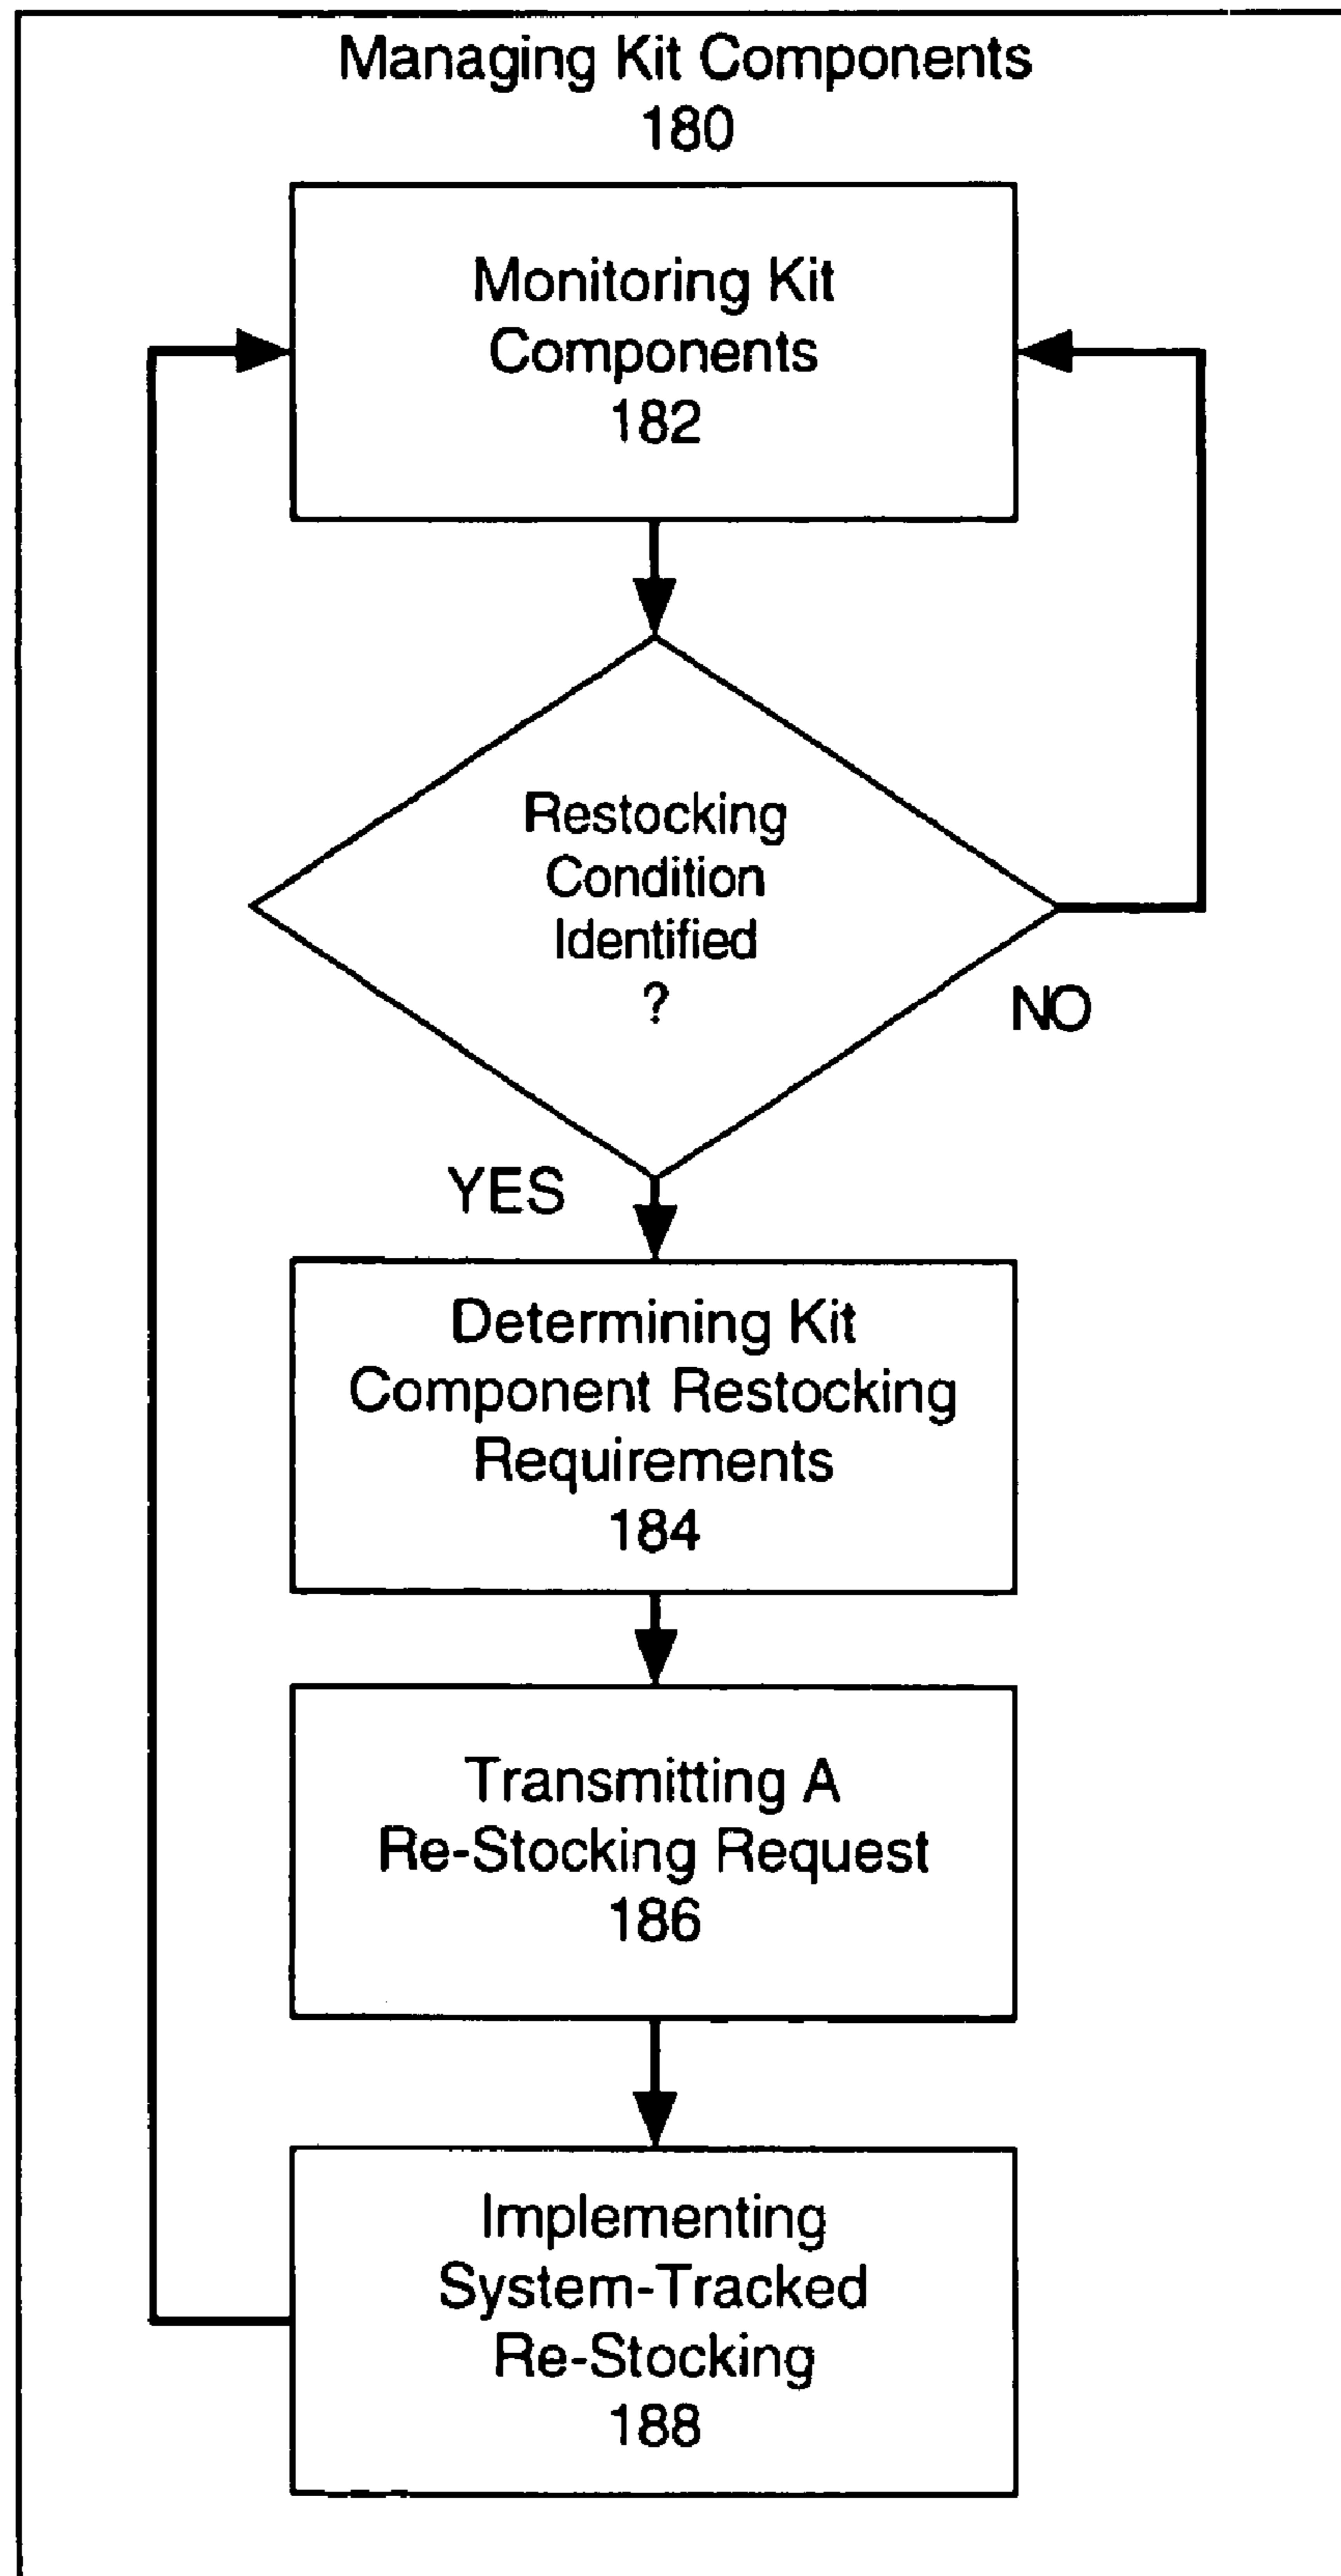 Managing Kit Components
180
Monitoring Kit
Components
182
Restocking
Condition
Identified
?
NO
YES
Determining Kit
Component Restocking
Requirements
184
Transmitting A
Re-Stocking Request
186
Implementing
System-Tracked
Re-Stocking
188